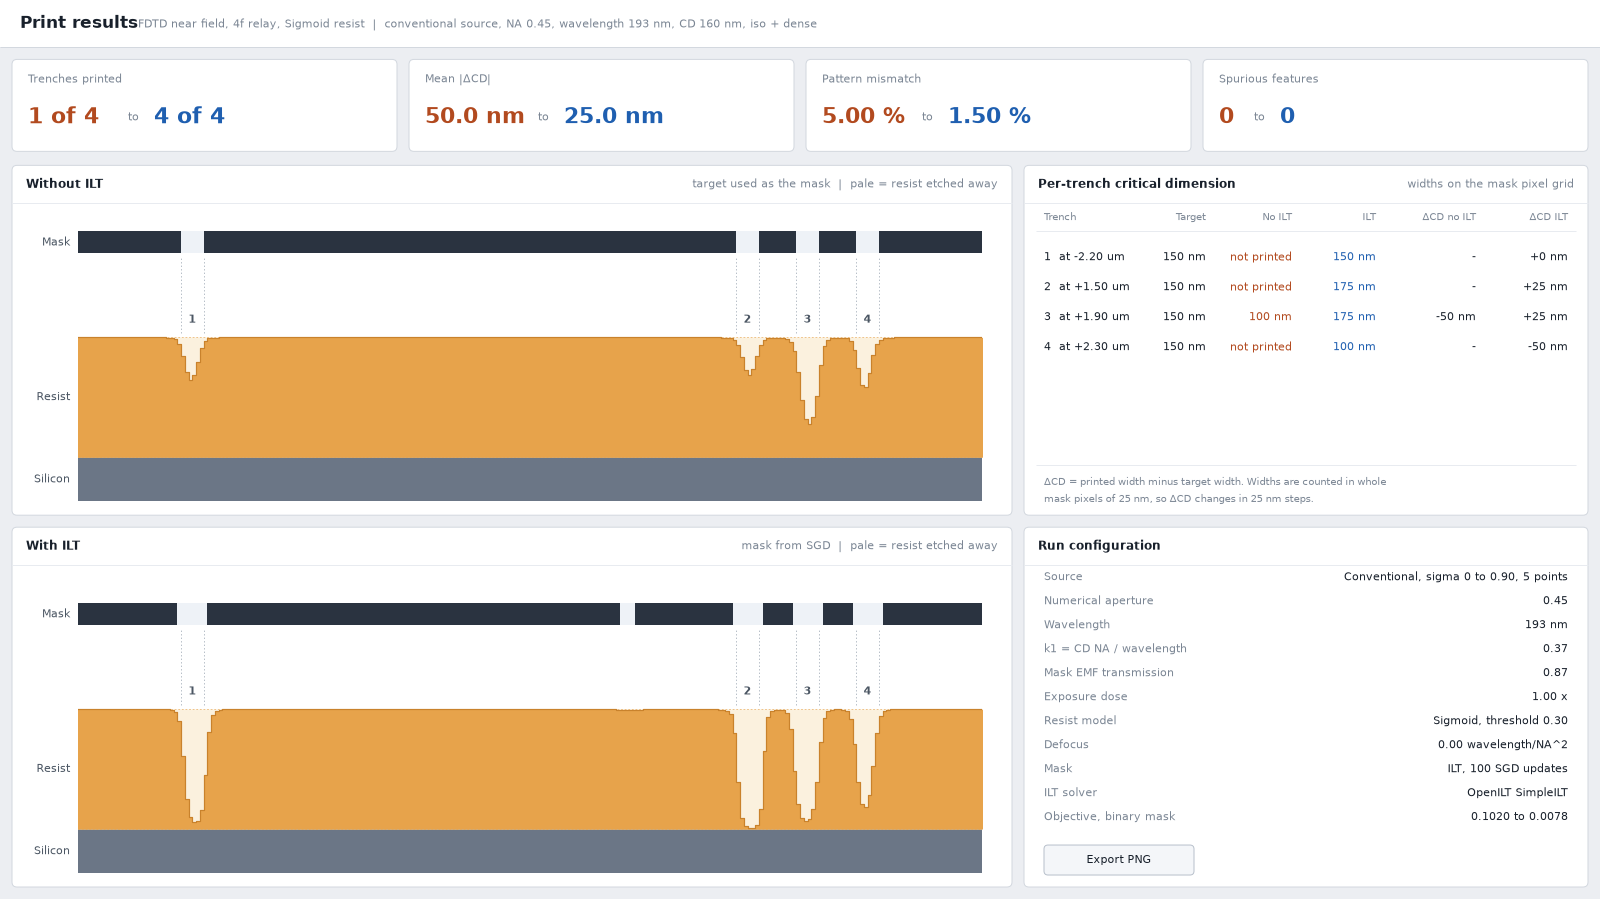 Print results FDTD near field, 4f relay, Sigmoid resist | conventional source, NA 0.45, wavelength 193 nm, CD 160 nm, iso + dense
Trenches printed
1 of 4 to 4 of 4
Mean |ΔCD|
50.0 nm to 25.0 nm
Pattern mismatch
5.00 % to 1.50 %
Spurious features
0 to 0
Without ILT
target used as the mask | pale = resist etched away
Mask
1 2 3 4
Resist
Silicon
Per-trench critical dimension
widths on the mask pixel grid
Trench Target No ILT ILT ΔCD no ILT ΔCD ILT
1 at -2.20 um 150 nm not printed 150 nm - +0 nm
2 at +1.50 um 150 nm not printed 175 nm - +25 nm
3 at +1.90 um 150 nm 100 nm 175 nm -50 nm +25 nm
4 at +2.30 um 150 nm not printed 100 nm - -50 nm
ΔCD = printed width minus target width. Widths are counted in whole
mask pixels of 25 nm, so ΔCD changes in 25 nm steps.
With ILT
mask from SGD | pale = resist etched away
Mask
1 2 3 4
Resist
Silicon
Run configuration
Source Conventional, sigma 0 to 0.90, 5 points
Numerical aperture 0.45
Wavelength 193 nm
k1 = CD NA / wavelength 0.37
Mask EMF transmission 0.87
Exposure dose 1.00 x
Resist model Sigmoid, threshold 0.30
Defocus 0.00 wavelength/NA^2
Mask ILT, 100 SGD updates
ILT solver OpenILT SimpleILT
Objective, binary mask 0.1020 to 0.0078
Export PNG